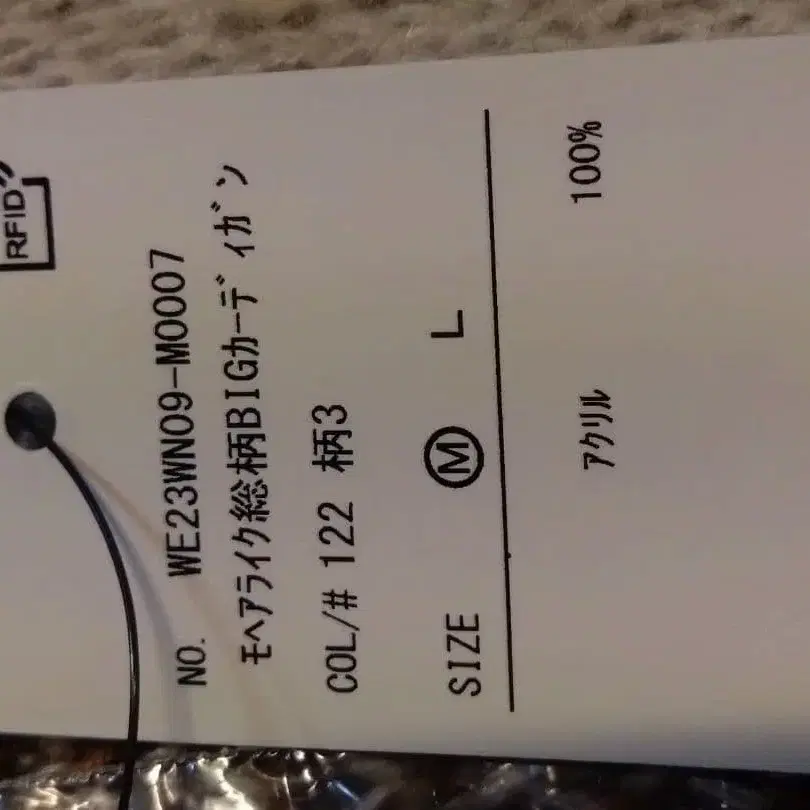 RFID
NO. WE23WN09-M0007
ﾓﾍｱﾗｲｸ総柄BIGｶｰﾃﾞｨｶﾞﾝ
COL/# 122 柄3
SIZE Ⓜ L
ｱｸﾘﾙ 100%